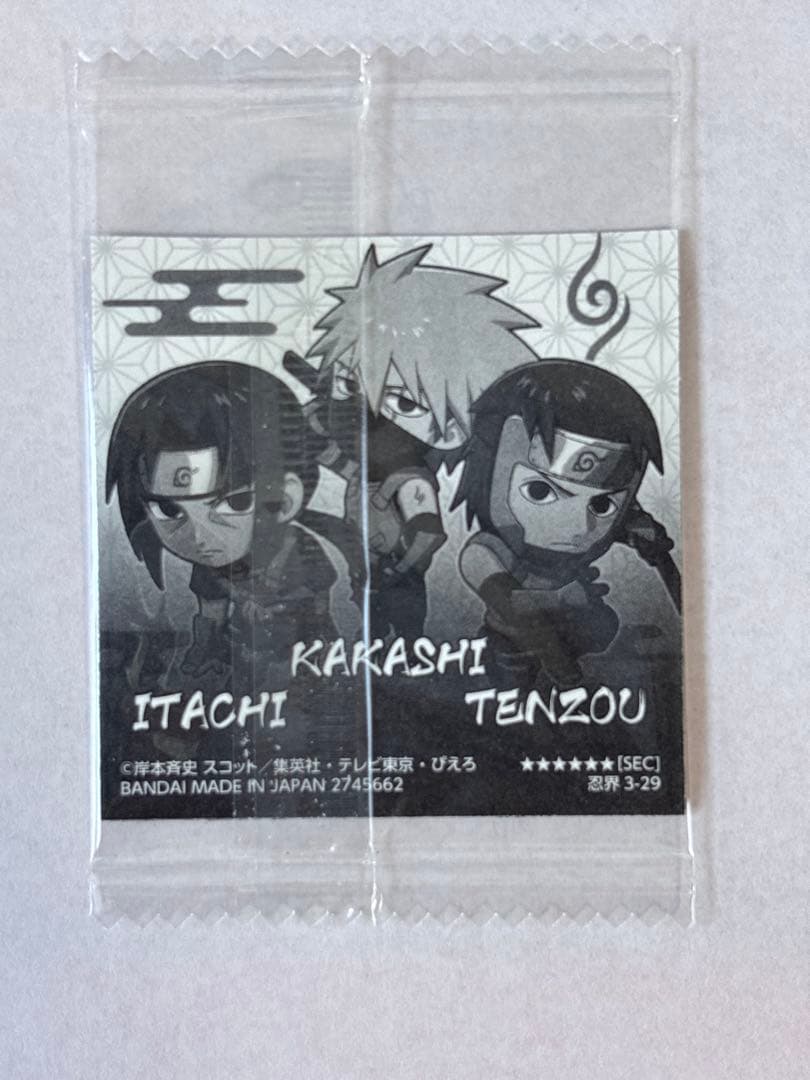 KAKASHI
ITACHI
TENZOU
©岸本斉史 スコット/集英社・テレビ東京・ぴえろ
★★★★★★[SEC]
BANDAI MADE IN JAPAN 2745662
忍界 3-29